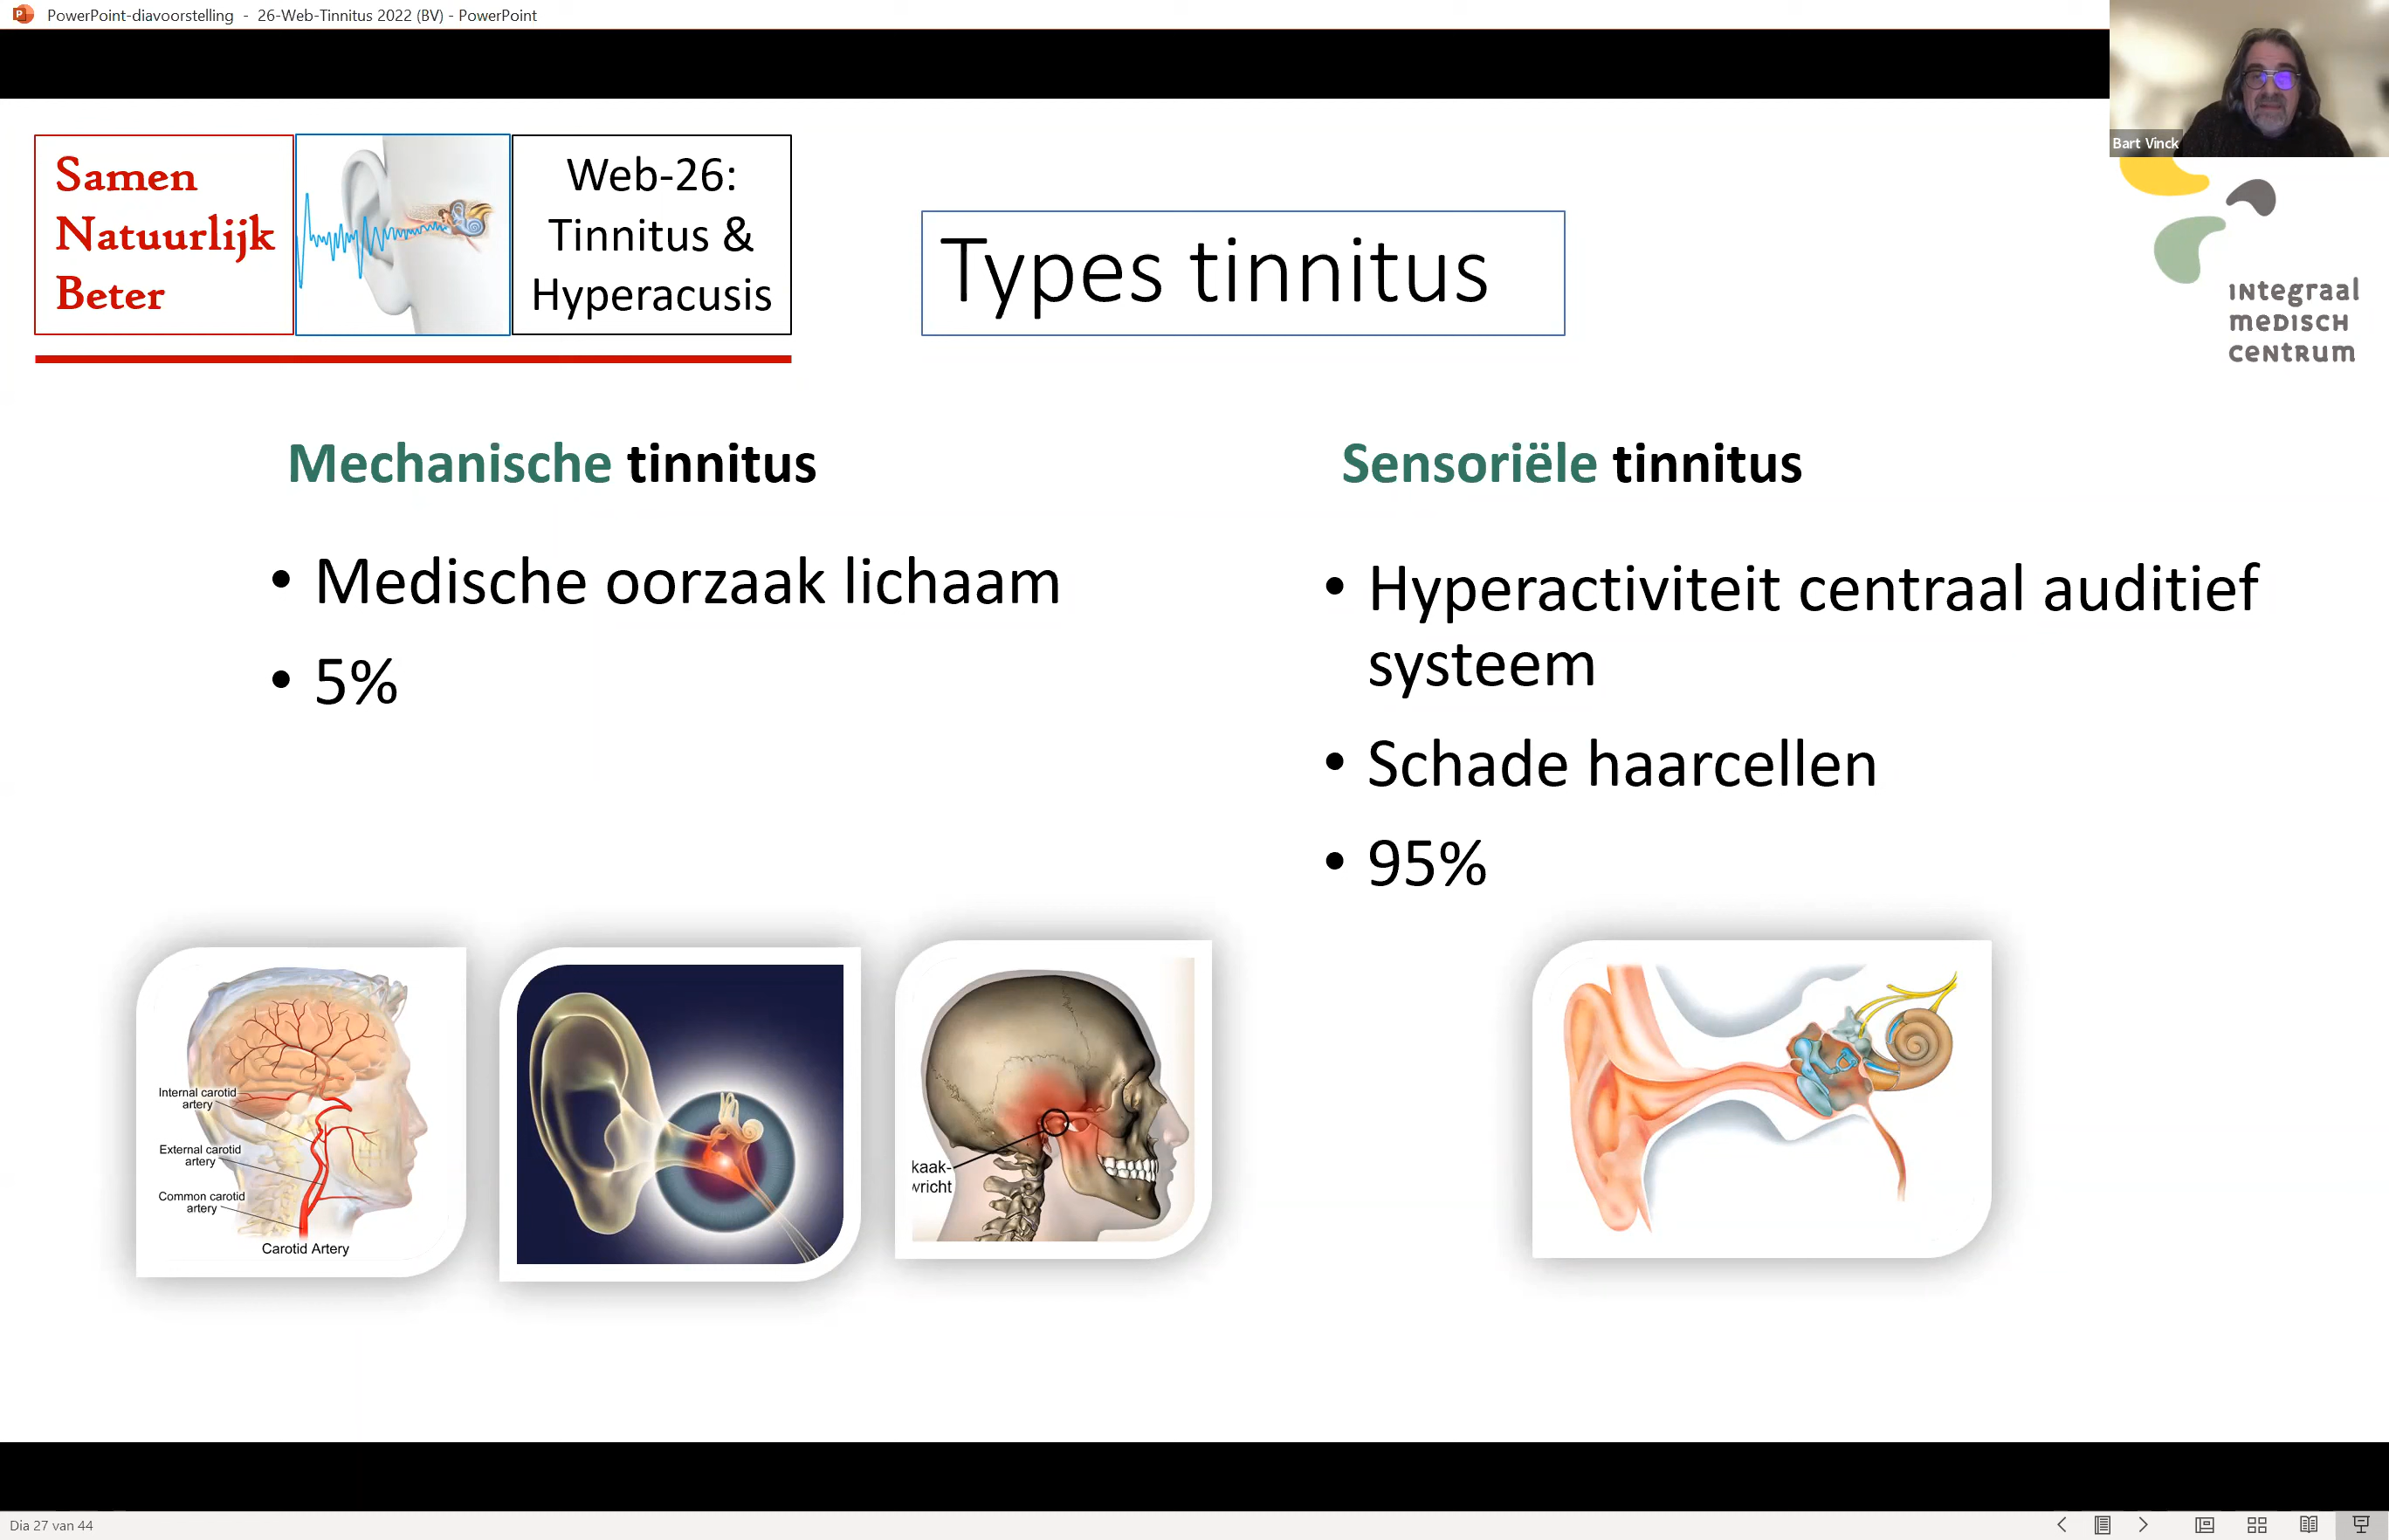 PowerPoint-diavoorstelling - 26-Web-Tinnitus 2022 (BV) - PowerPoint
Bart Vinck
Samen
Natuurlijk
Beter
Web-26:
Tinnitus &
Hyperacusis
Types tinnitus
INtegraal
meDISCH
ceNtRum
Mechanische tinnitus
• Medische oorzaak lichaam
• 5%
Sensoriële tinnitus
• Hyperactiviteit centraal auditief
systeem
• Schade haarcellen
• 95%
Internal carotid
artery
External carotid
artery
Common carotid
artery
Carotid Artery
kaak-
wricht
Dia 27 van 44